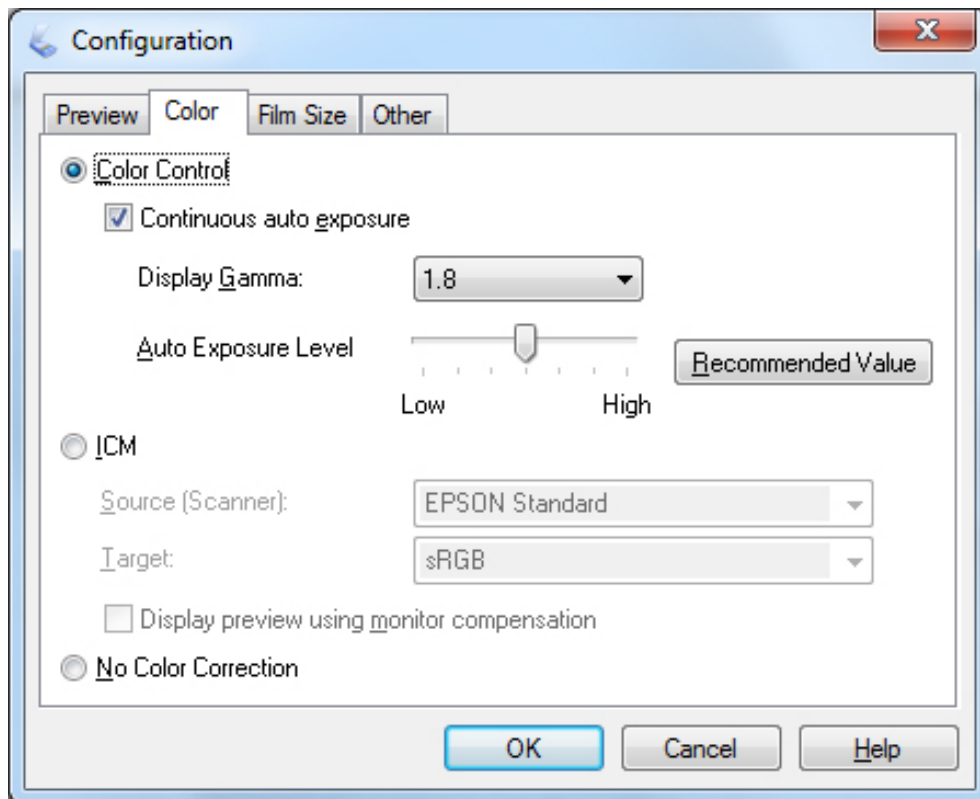 Configuration
Preview Color Film Size Other
Color Control
Continuous auto exposure
Display Gamma: 1.8
Auto Exposure Level
Recommended Value
Low High
ICM
Source (Scanner): EPSON Standard
Target: sRGB
Display preview using monitor compensation
No Color Correction
OK Cancel Help